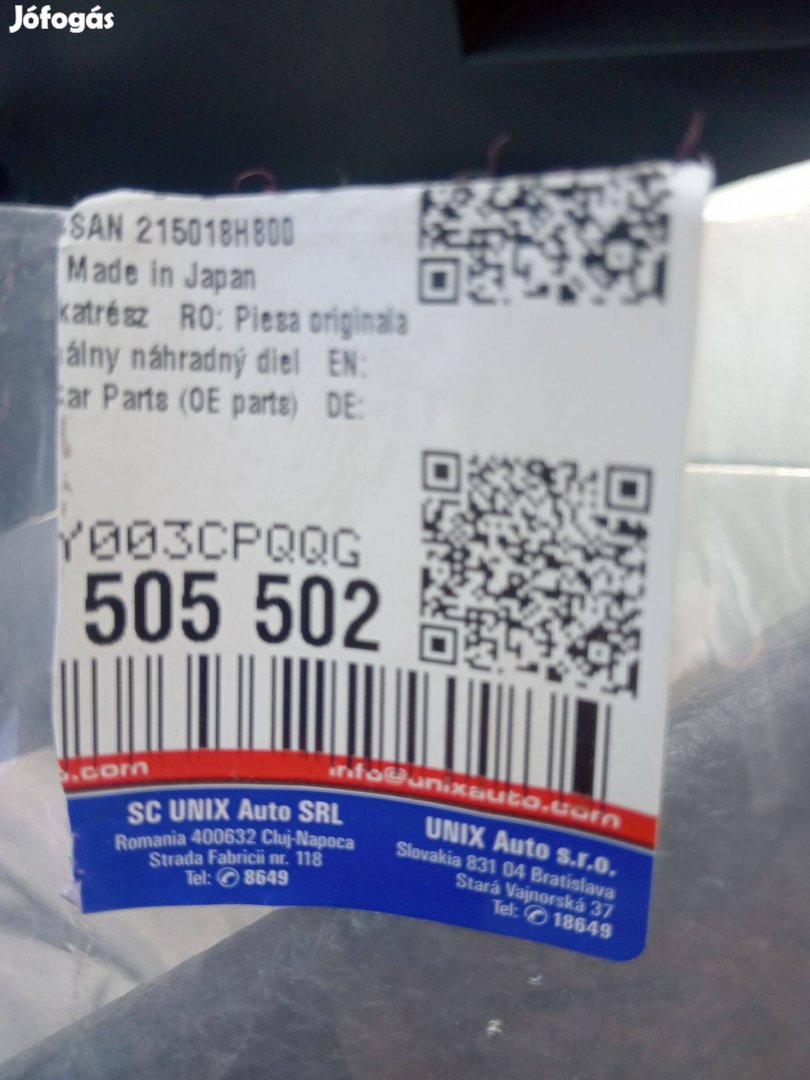 Jófogás
SAN 215018H800
Made in Japan
katrész RO: Piesa originala
álny náhradný diel EN:
ar Parts (OE parts) DE:
Y003CPQQG
505 502
.com info@unixauto.com
SC UNIX Auto SRL
Romania 400632 Cluj-Napoca
Strada Fabricii nr. 118
Tel: 8649
UNIX Auto s.r.o.
Slovakia 831 04 Bratislava
Stará Vajnorská 37
Tel: 18649